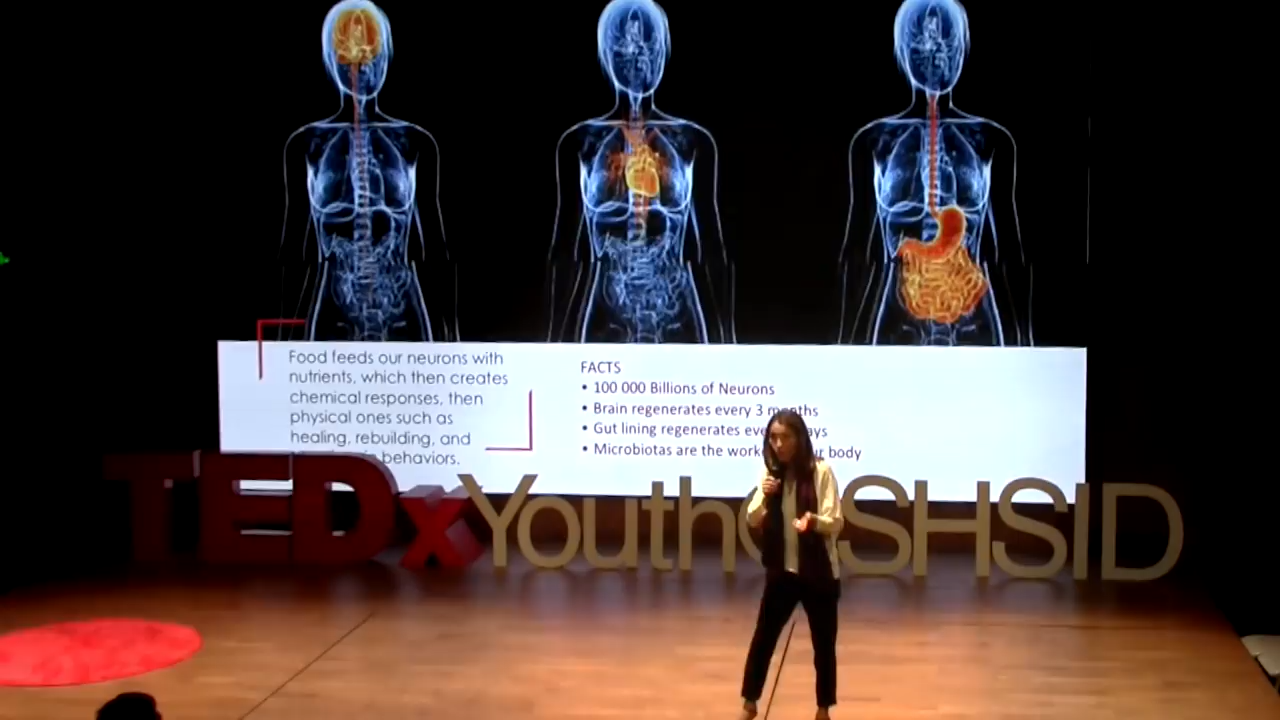 Food feeds our neurons with
nutrients, which then creates
chemical responses, then
physical ones such as
healing, rebuilding, and
behaviors.
FACTS
• 100 000 Billions of Neurons
• Brain regenerates every 3 months
• Gut lining regenerates
• Microbiotas are the body
TEDxYouth SHSID